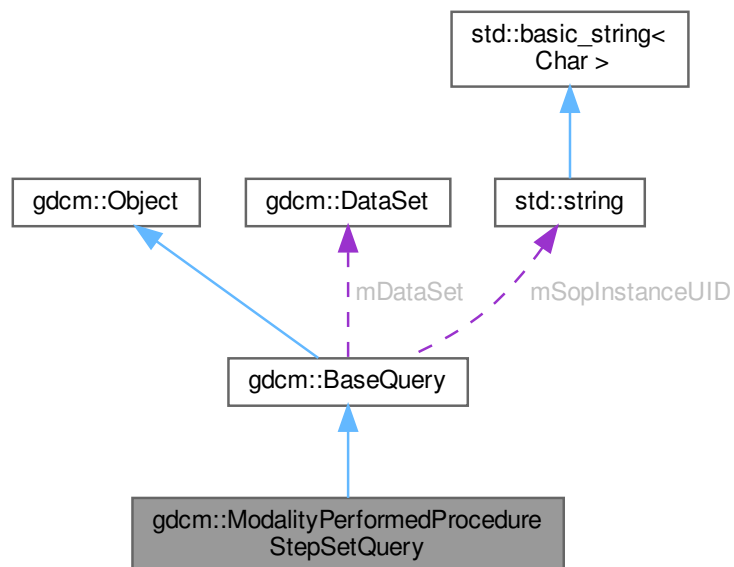 std::basic_string<
Char >
gdcm::Object
gdcm::DataSet
std::string
mDataSet
mSopInstanceUID
gdcm::BaseQuery
gdcm::ModalityPerformedProcedure
StepSetQuery